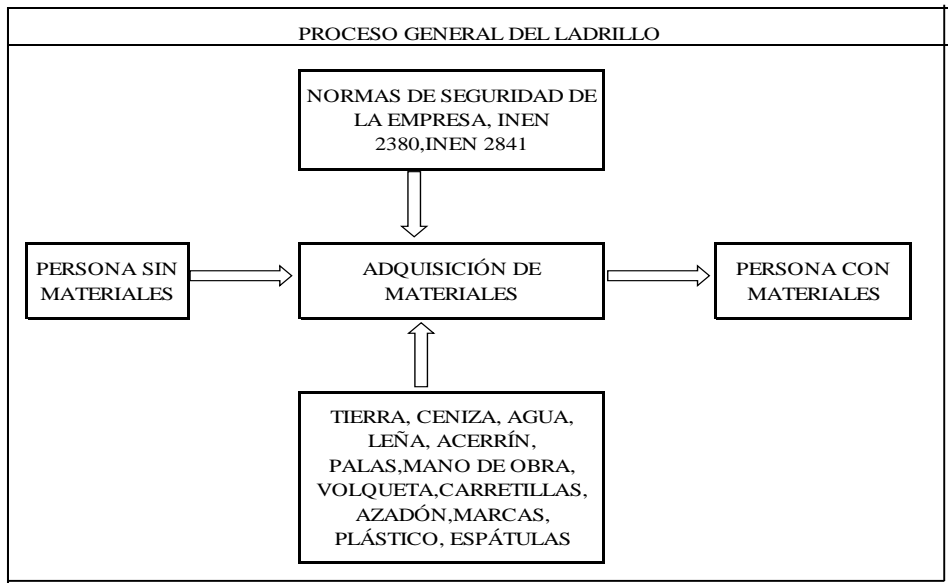 PROCESO GENERAL DEL LADRILLO
NORMAS DE SEGURIDAD DE
LA EMPRESA, INEN
2380,INEN 2841
PERSONA SIN
MATERIALES
ADQUISICIÓN DE
MATERIALES
PERSONA CON
MATERIALES
TIERRA, CENIZA, AGUA,
LEÑA, ACERRÍN,
PALAS,MANO DE OBRA,
VOLQUETA,CARRETILLAS,
AZADÓN,MARCAS,
PLÁSTICO, ESPÁTULAS